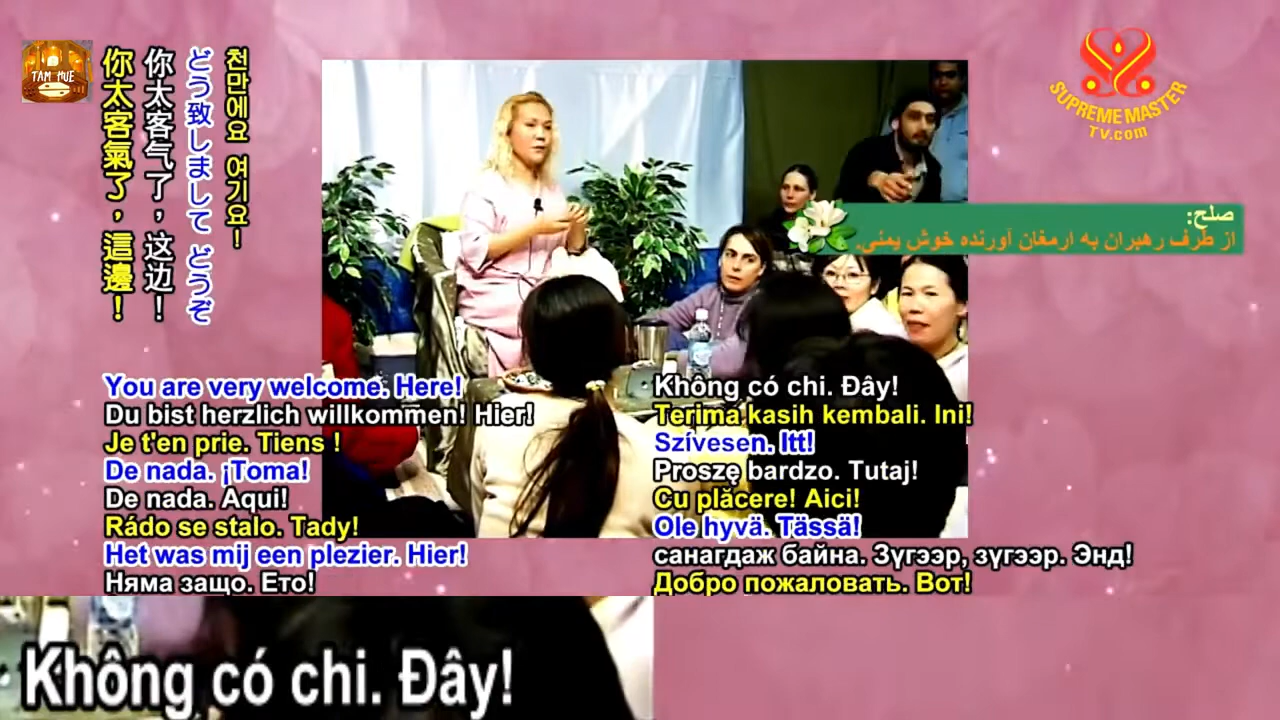 TAM HUE
你太客氣了，這邊！
你太客气了，这边！
どう致しまして どうぞ
천만에요 여기요！
SUPREME MASTER
TV.com
صلح:
از طرف رهبران به ارمغان آورنده خوش یمنی.
You are very welcome. Here!
Du bist herzlich willkommen! Hier!
Je t'en prie. Tiens !
De nada. ¡Toma!
De nada. Aqui!
Rádo se stalo. Tady!
Het was mij een plezier. Hier!
Няма защо. Ето!
Không có chi. Đây!
Terima kasih kembali. Ini!
Szívesen. Itt!
Proszę bardzo. Tutaj!
Cu plăcere! Aici!
Ole hyvä. Tässä!
санагдаж байна. Зүгээр, зүгээр. Энд!
Добро пожаловать. Вот!
Không có chi. Đây!